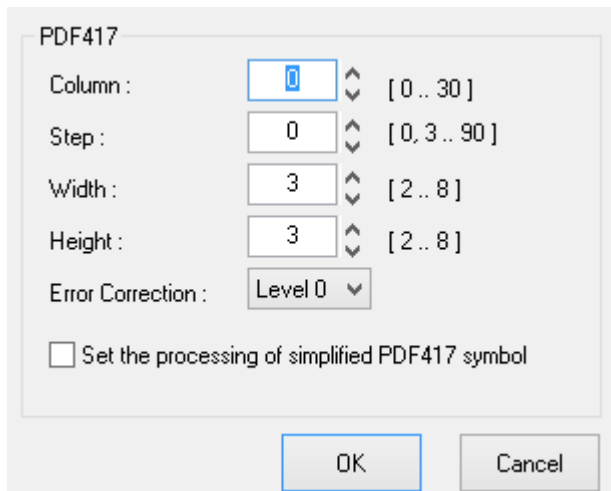 PDF417
Column : 0 [ 0 .. 30 ]
Step : 0 [ 0, 3 .. 90 ]
Width : 3 [ 2 .. 8 ]
Height : 3 [ 2 .. 8 ]
Error Correction : Level 0
Set the processing of simplified PDF417 symbol
OK Cancel